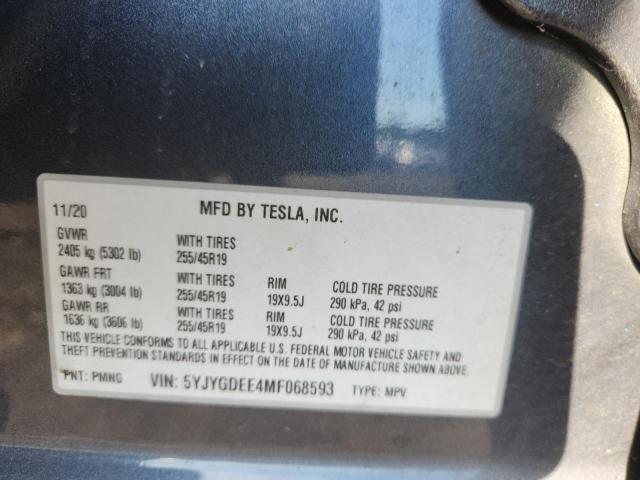 11/20 MFD BY TESLA, INC.
GVWR WITH TIRES
2405 kg (5302 lb) 255/45R19
GAWR FRT WITH TIRES RIM COLD TIRE PRESSURE
1363 kg (3004 lb) 255/45R19 19X9.5J 290 kPa, 42 psi
GAWR RR WITH TIRES RIM COLD TIRE PRESSURE
1636 kg (3606 lb) 255/45R19 19X9.5J 290 kPa, 42 psi
THIS VEHICLE CONFORMS TO ALL APPLICABLE U.S. FEDERAL MOTOR VEHICLE SAFETY AND
THEFT PREVENTION STANDARDS IN EFFECT ON THE DATE OF MANUFACTURE SHOWN ABOVE.
PNT: PMNG VIN: 5YJYGDEE4MF068593 TYPE: MPV